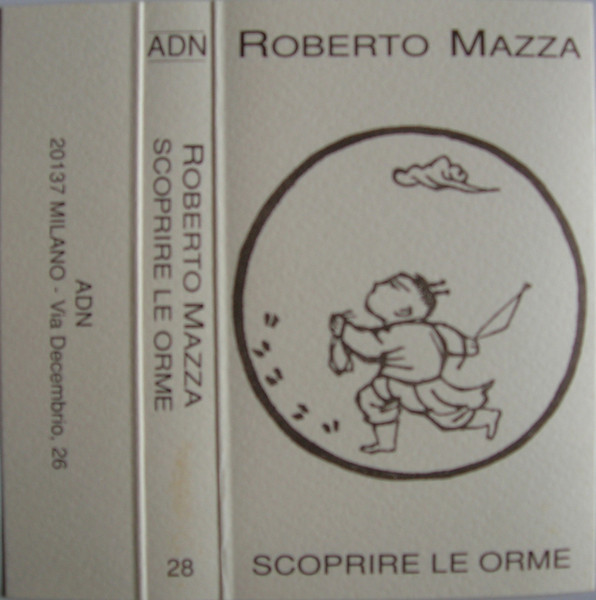 ADN
20137 MILANO - Via Decembrio, 26
ADN
ROBERTO MAZZA
SCOPRIRE LE ORME
28
ROBERTO MAZZA
SCOPRIRE LE ORME